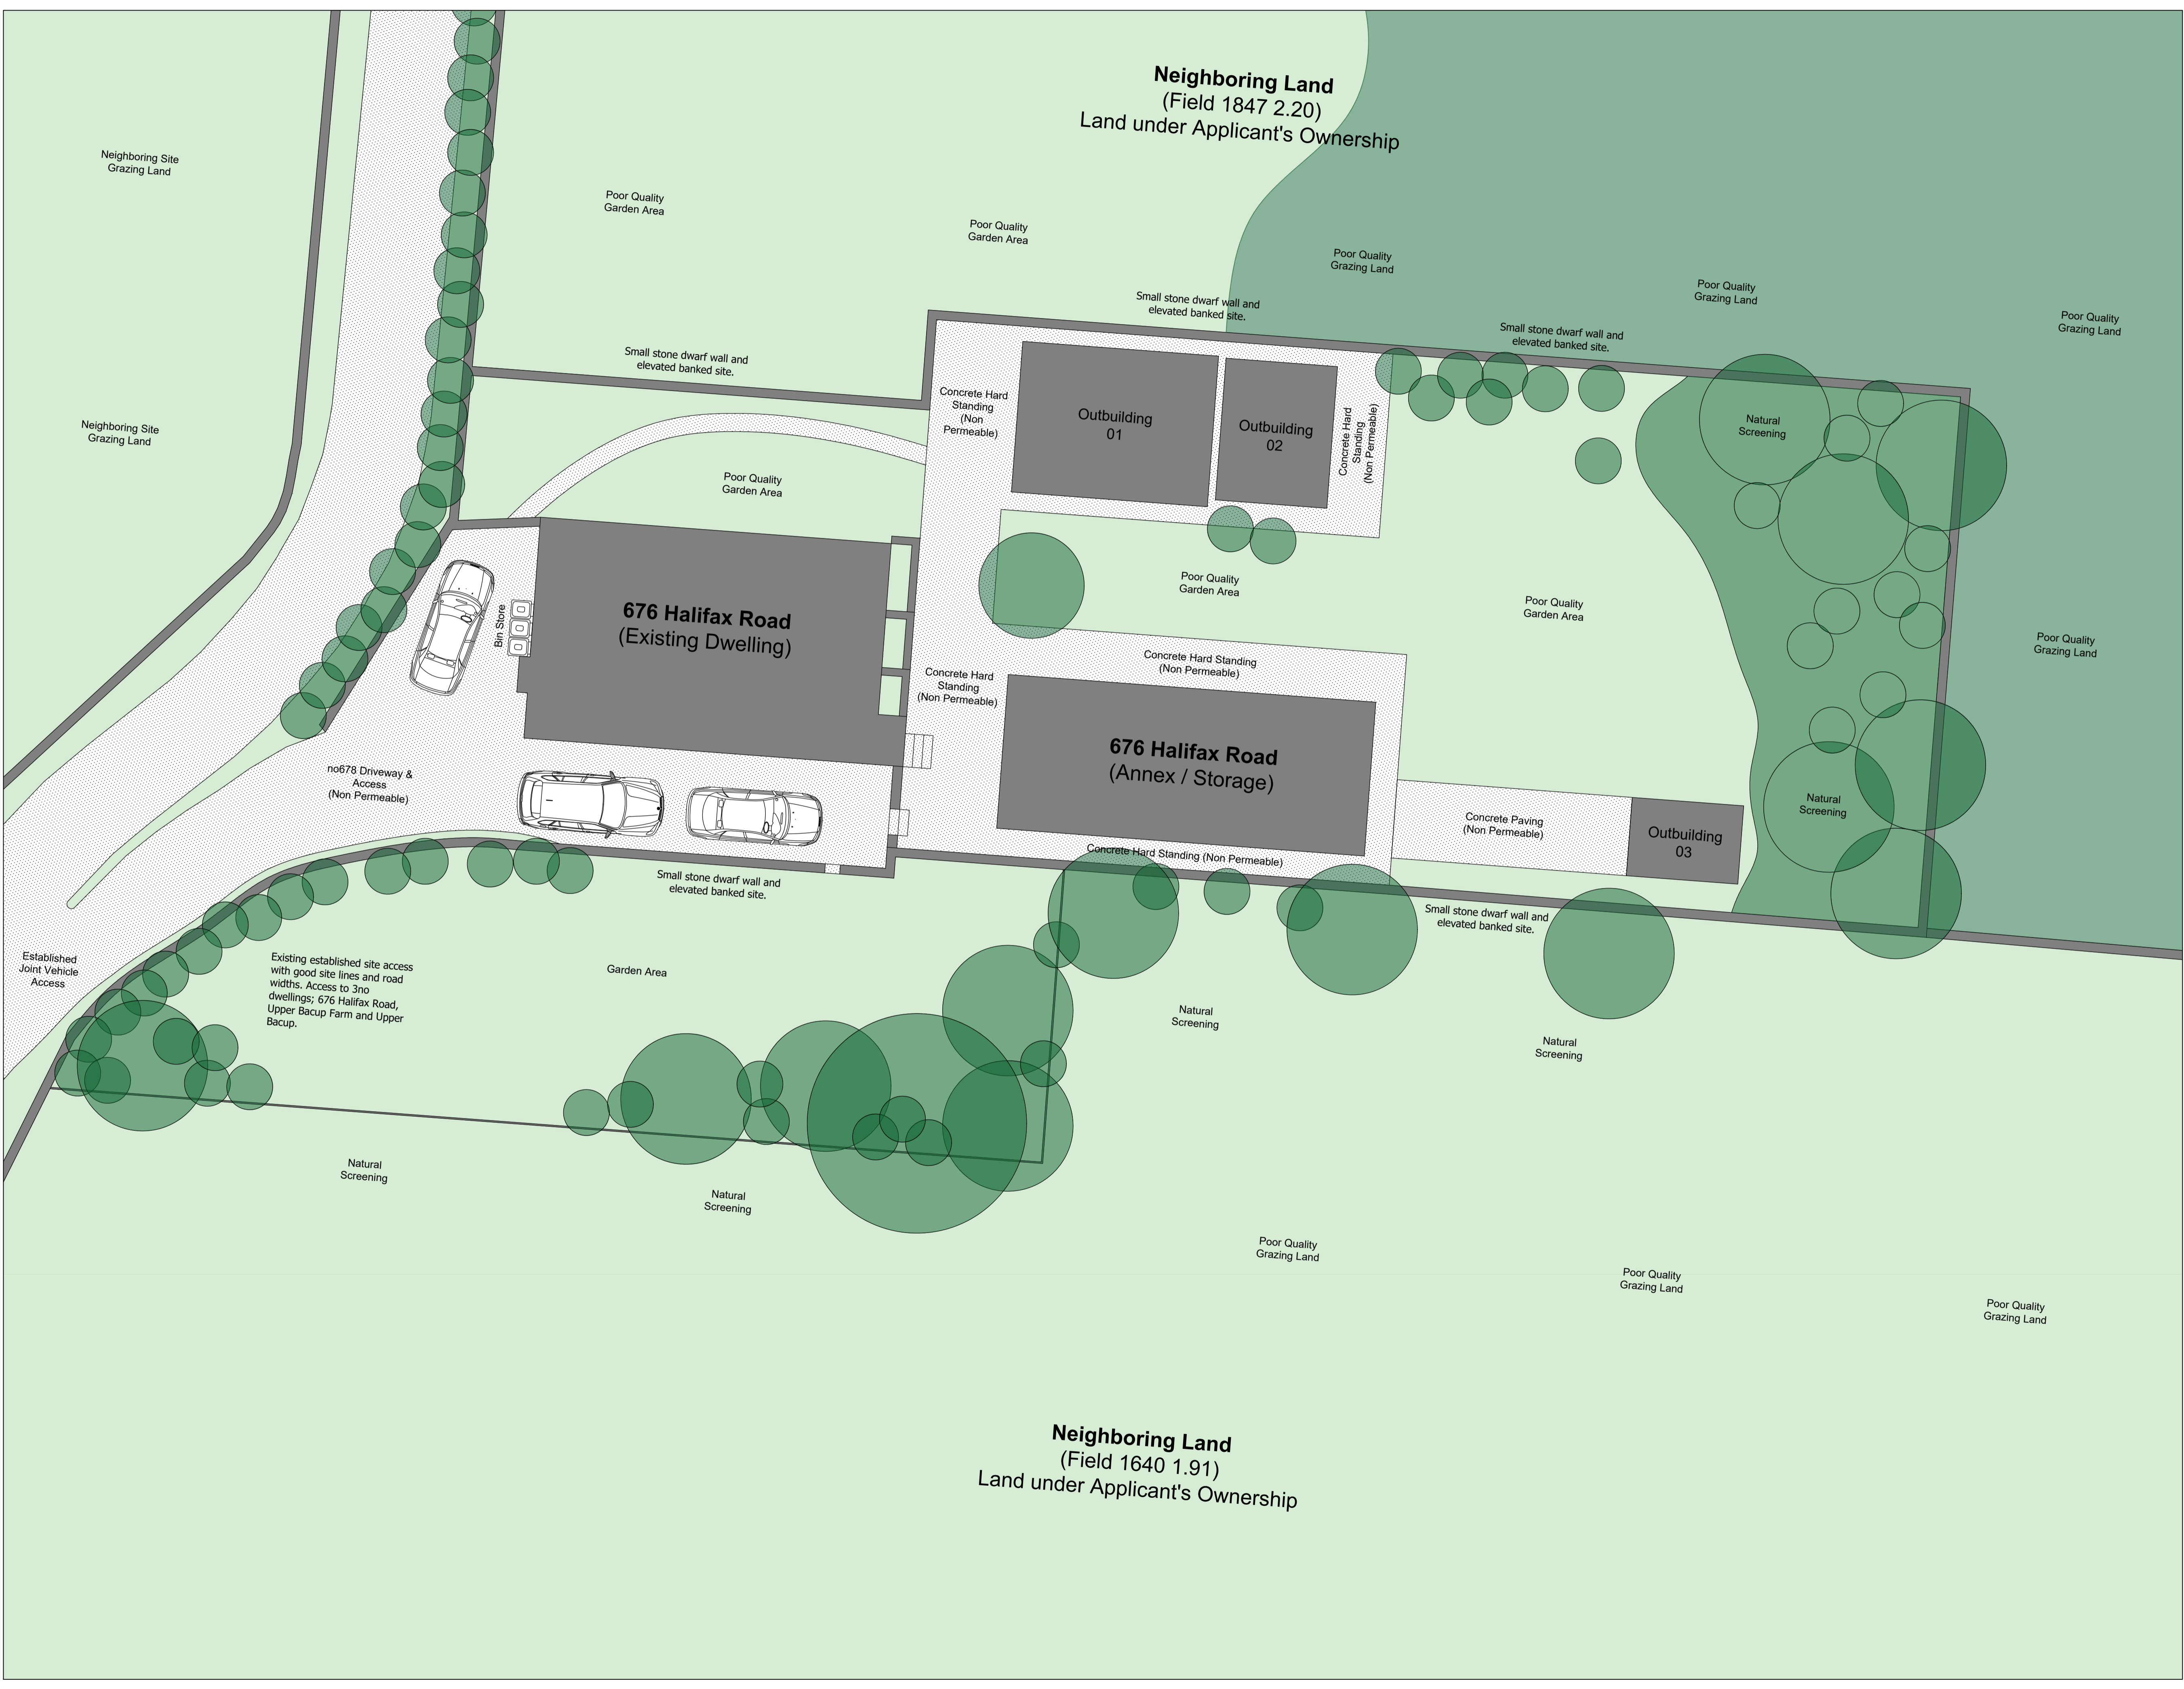 Neighboring Land
(Field 1847 2.20)
Land under Applicant's Ownership
Neighboring Site
Grazing Land
Poor Quality
Garden Area
Poor Quality
Garden Area
Poor Quality
Grazing Land
Poor Quality
Grazing Land
Poor Quality
Grazing Land
Small stone dwarf wall and
elevated banked site.
Small stone dwarf wall and
elevated banked site.
Small stone dwarf wall and
elevated banked site.
Neighboring Site
Grazing Land
Concrete Hard
Standing
(Non
Permeable)
Outbuilding
01
Outbuilding
02
Concrete Hard
Standing
(Non Permeable)
Natural
Screening
Poor Quality
Garden Area
Poor Quality
Garden Area
Poor Quality
Garden Area
Bin Store
676 Halifax Road
(Existing Dwelling)
Poor Quality
Grazing Land
Concrete Hard Standing
(Non Permeable)
Concrete Hard
Standing
(Non Permeable)
676 Halifax Road
(Annex / Storage)
no678 Driveway &
Access
(Non Permeable)
Concrete Paving
(Non Permeable)
Outbuilding
03
Natural
Screening
Concrete Hard Standing (Non Permeable)
Small stone dwarf wall and
elevated banked site.
Small stone dwarf wall and
elevated banked site.
Established
Joint Vehicle
Access
Existing established site access
with good site lines and road
widths. Access to 3no
dwellings; 676 Halifax Road,
Upper Bacup Farm and Upper
Bacup.
Garden Area
Natural
Screening
Natural
Screening
Natural
Screening
Natural
Screening
Poor Quality
Grazing Land
Poor Quality
Grazing Land
Poor Quality
Grazing Land
Neighboring Land
(Field 1640 1.91)
Land under Applicant's Ownership